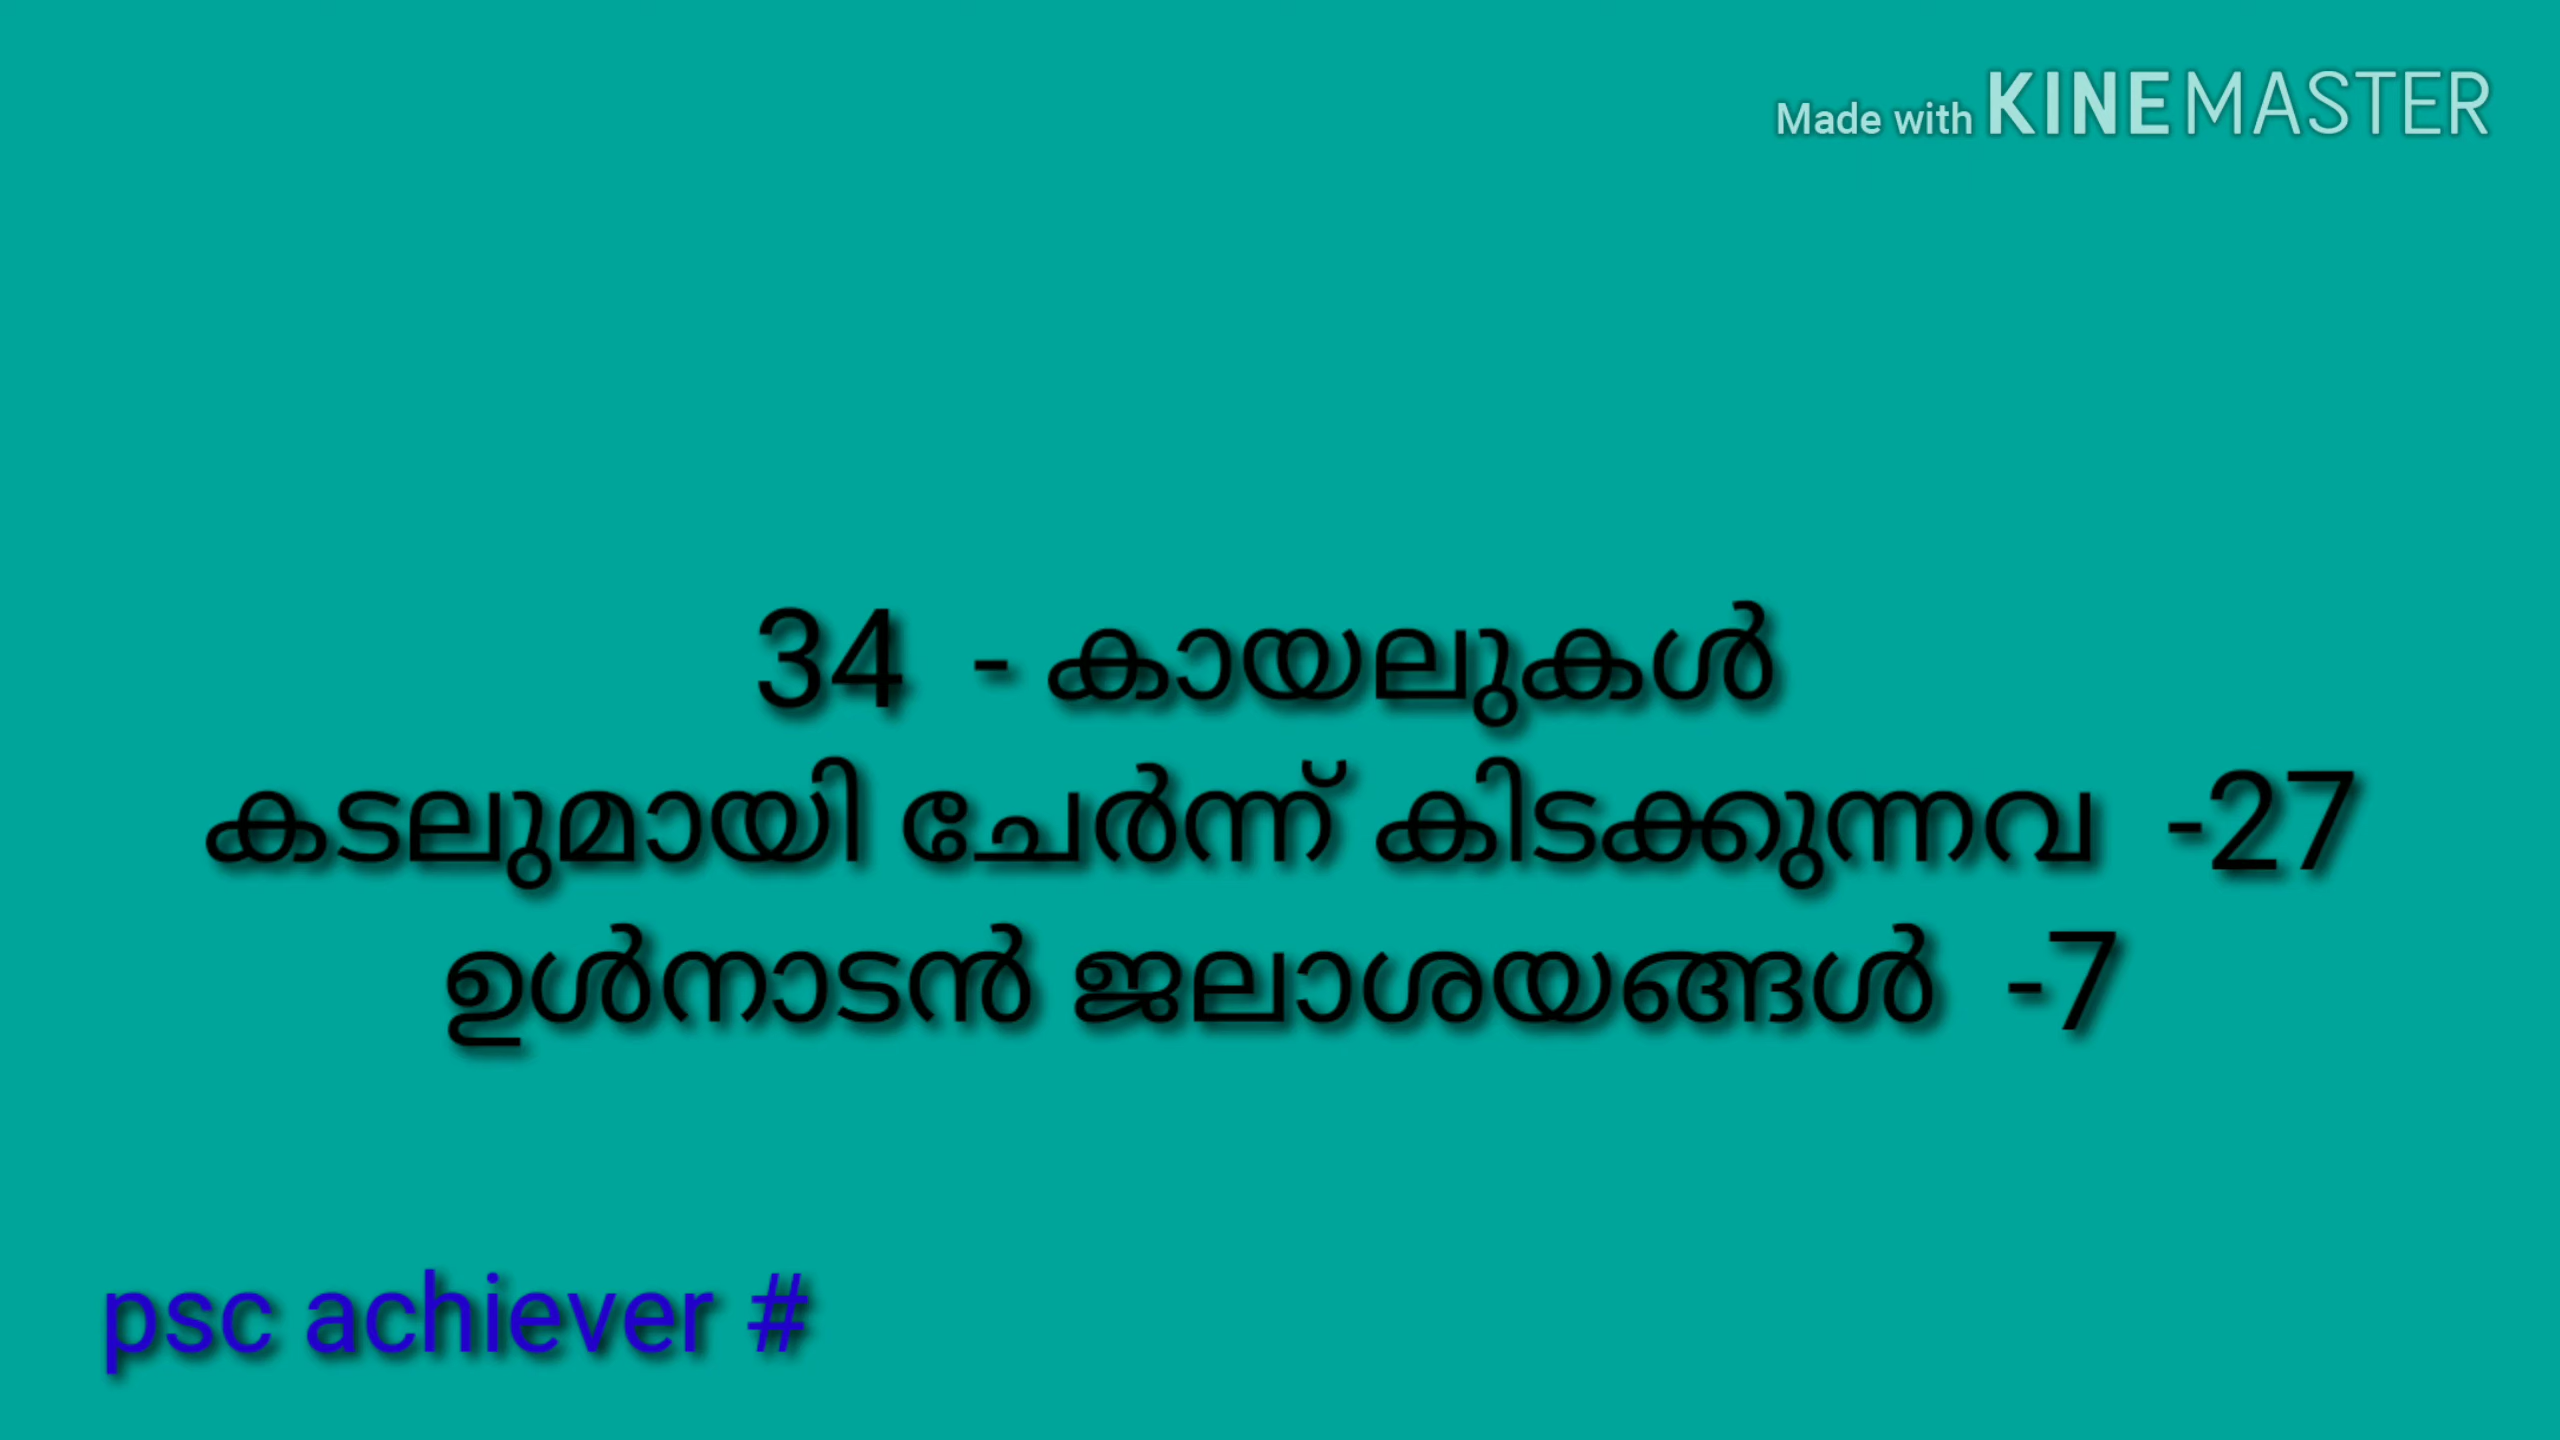 Made with KINEMASTER
34 - കായലുകൾ
കടലുമായി ചേർന്ന് കിടക്കുന്നവ -27
ഉൾനാടൻ ജലാശയങ്ങൾ -7
psc achiever #